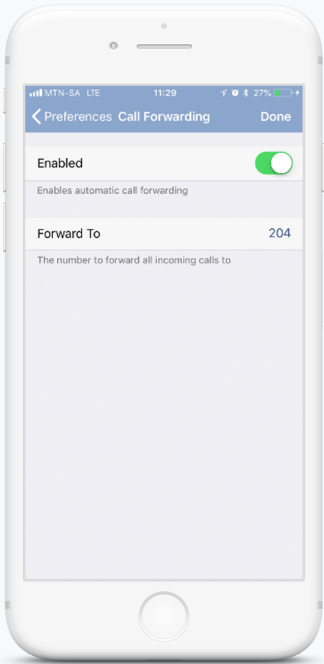 MTN-SA LTE 11:29 27%
Preferences Call Forwarding Done
Enabled
Enables automatic call forwarding
Forward To 204
The number to forward all incoming calls to